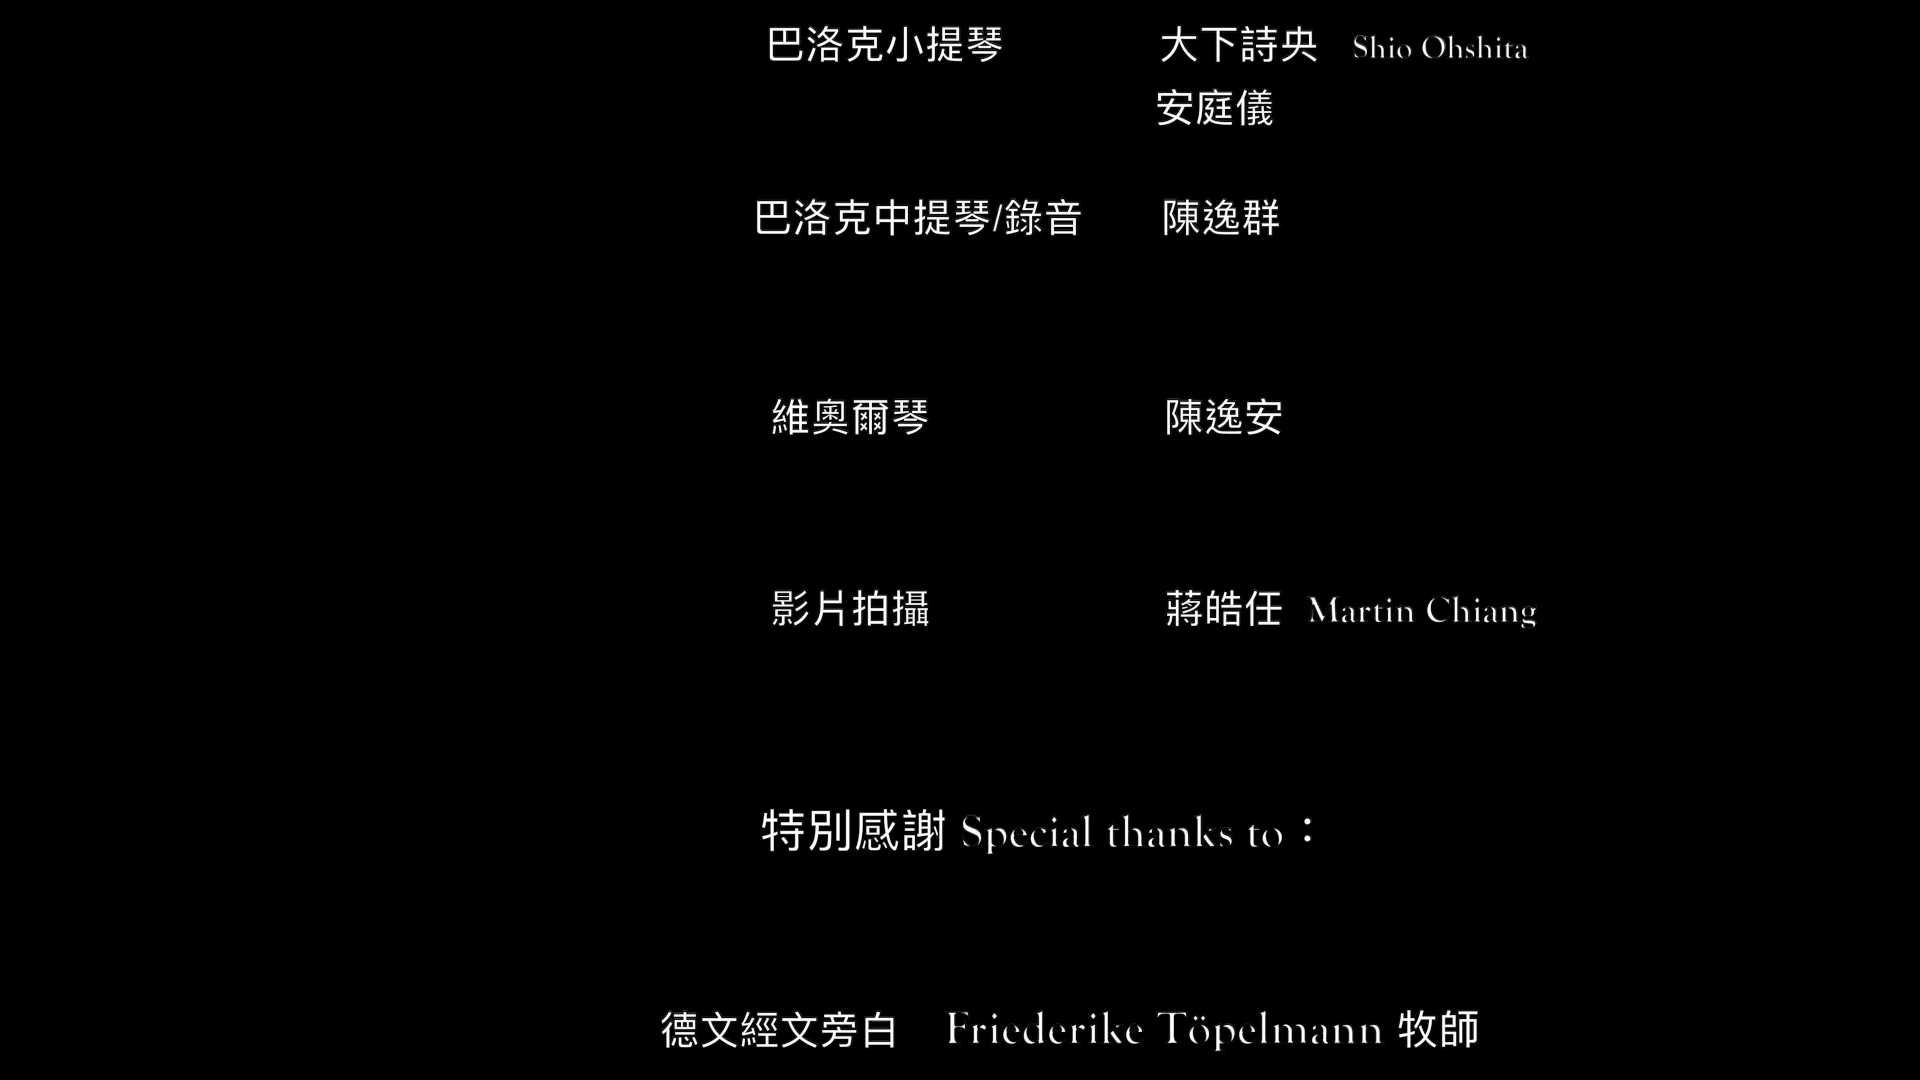 巴洛克小提琴 大下詩央 Shio Ohshita
安庭儀
巴洛克中提琴/錄音 陳逸群
維奧爾琴 陳逸安
影片拍攝 蔣皓任 Martin Chiang
特別感謝 Special thanks to：
德文經文旁白 Friederike Töpelmann 牧師